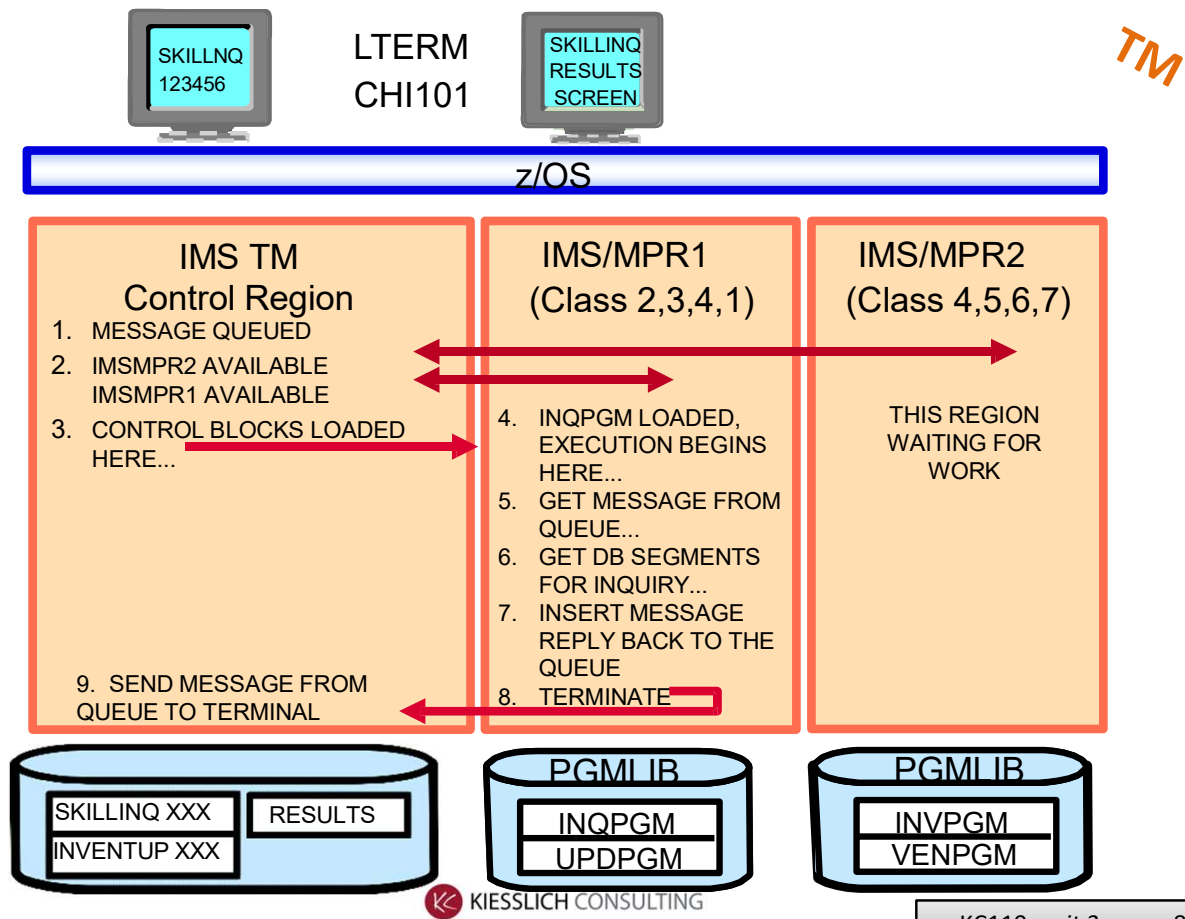 SKILLNQ
123456
LTERM
CHI101
SKILLINQ
RESULTS
SCREEN
TM
z/OS
IMS TM
Control Region
1. MESSAGE QUEUED
2. IMSMPR2 AVAILABLE
IMSMPR1 AVAILABLE
3. CONTROL BLOCKS LOADED
HERE...
9. SEND MESSAGE FROM
QUEUE TO TERMINAL
IMS/MPR1
(Class 2,3,4,1)
4. INQPGM LOADED,
EXECUTION BEGINS
HERE...
5. GET MESSAGE FROM
QUEUE...
6. GET DB SEGMENTS
FOR INQUIRY...
7. INSERT MESSAGE
REPLY BACK TO THE
QUEUE
8. TERMINATE
IMS/MPR2
(Class 4,5,6,7)
THIS REGION
WAITING FOR
WORK
SKILLINQ XXX
RESULTS
INVENTUP XXX
PGMLIB
INQPGM
UPDPGM
PGMLIB
INVPGM
VENPGM
KC KIESSLICH CONSULTING